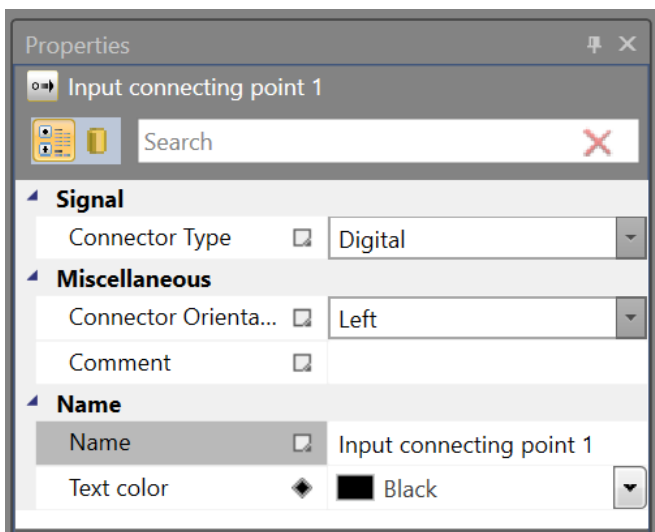 Properties
Input connecting point 1
Search
Signal
Connector Type Digital
Miscellaneous
Connector Orienta... Left
Comment
Name
Name Input connecting point 1
Text color Black